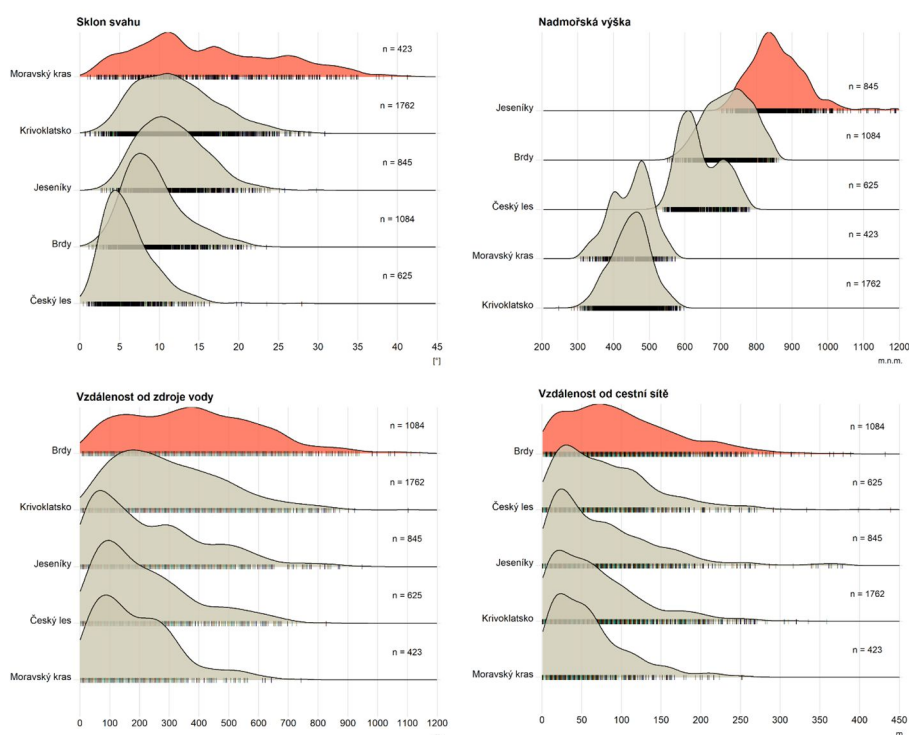 Sklon svahu
n = 423
Moravský kras
n = 1762
Krivoklatsko
n = 845
Jeseníky
n = 1084
Brdy
n = 625
Český les
0 5 10 15 20 25 30 35 40 45
[°]
Nadmořská výška
n = 845
Jeseníky
n = 1084
Brdy
n = 625
Český les
n = 423
Moravský kras
n = 1762
Krivoklatsko
200 300 400 500 600 700 800 900 1000 1100 1200
m.n.m.
Vzdálenost od zdroje vody
n = 1084
Brdy
n = 1762
Krivoklatsko
n = 845
Jeseníky
n = 625
Český les
n = 423
Moravský kras
0 100 200 300 400 500 600 700 800 900 1000 1100 1200
Vzdálenost od cestní sítě
n = 1084
Brdy
n = 625
Český les
n = 845
Jeseníky
n = 1762
Krivoklatsko
n = 423
Moravský kras
0 50 100 150 200 250 300 350 400 450